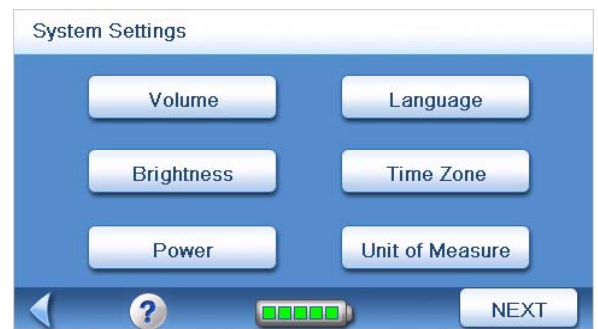 System Settings
Volume
Language
Brightness
Time Zone
Power
Unit of Measure
?
NEXT